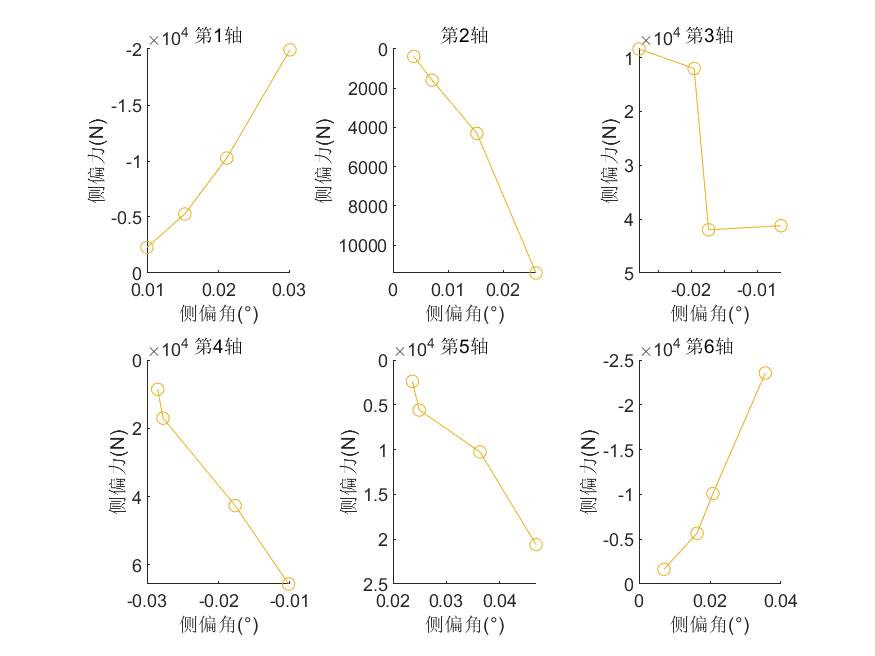 ×10⁴ 第1轴
-2
-1.5
-1
-0.5
0
0.01 0.02 0.03
侧偏力(N)
侧偏角(°)
第2轴
0
2000
4000
6000
8000
10000
0 0.01 0.02
侧偏力(N)
侧偏角(°)
×10⁴ 第3轴
1
2
3
4
5
-0.02 -0.01
侧偏力(N)
侧偏角(°)
×10⁴ 第4轴
0
2
4
6
-0.03 -0.02 -0.01
侧偏力(N)
侧偏角(°)
×10⁴ 第5轴
0
0.5
1
1.5
2
2.5
0.02 0.03 0.04
侧偏力(N)
侧偏角(°)
×10⁴ 第6轴
-2.5
-2
-1.5
-1
-0.5
0
0 0.02 0.04
侧偏力(N)
侧偏角(°)